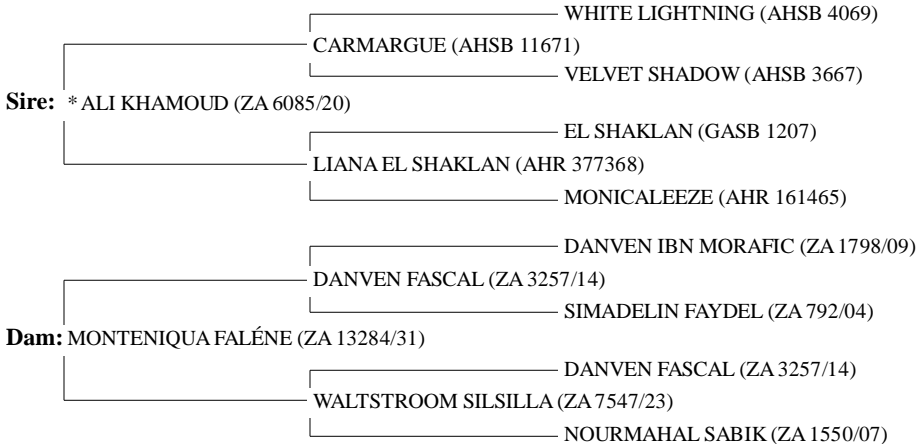 WHITE LIGHTNING (AHSB 4069)
CARMARGUE (AHSB 11671)
VELVET SHADOW (AHSB 3667)
Sire: * ALI KHAMOUD (ZA 6085/20)
EL SHAKLAN (GASB 1207)
LIANA EL SHAKLAN (AHR 377368)
MONICALEEZE (AHR 161465)
DANVEN IBN MORAFIC (ZA 1798/09)
DANVEN FASCAL (ZA 3257/14)
SIMADELIN FAYDEL (ZA 792/04)
Dam: MONTENIQUA FALÉNE (ZA 13284/31)
DANVEN FASCAL (ZA 3257/14)
WALTSTROOM SILSILLA (ZA 7547/23)
NOURMAHAL SABIK (ZA 1550/07)